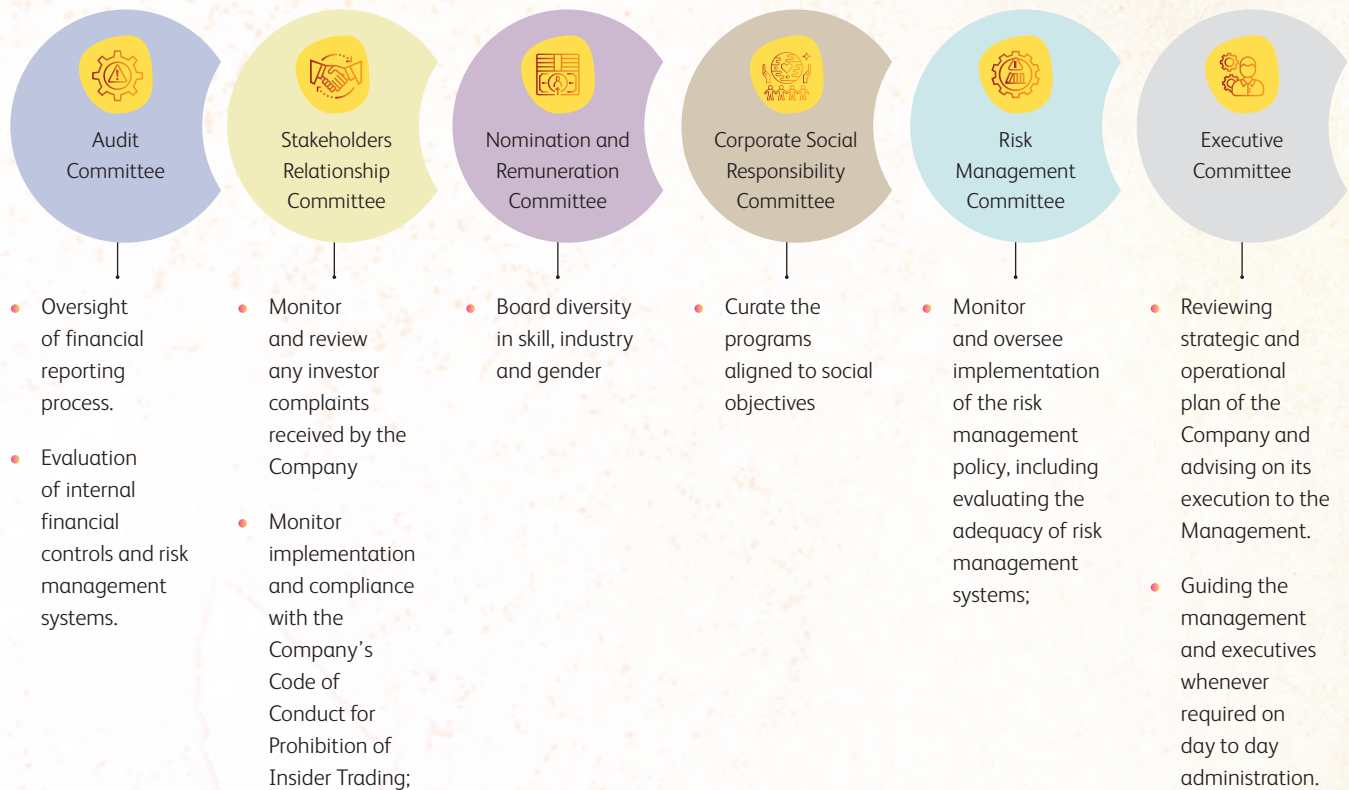 Audit
Committee
Stakeholders
Relationship
Committee
Nomination and
Remuneration
Committee
Corporate Social
Responsibility
Committee
Risk
Management
Committee
Executive
Committee
• Oversight
of financial
reporting
process.
• Evaluation
of internal
financial
controls and risk
management
systems.
• Monitor
and review
any investor
complaints
received by the
Company
• Monitor
implementation
and compliance
with the
Company’s
Code of
Conduct for
Prohibition of
Insider Trading;
• Board diversity
in skill, industry
and gender
• Curate the
programs
aligned to social
objectives
• Monitor
and oversee
implementation
of the risk
management
policy, including
evaluating the
adequacy of risk
management
systems;
• Reviewing
strategic and
operational
plan of the
Company and
advising on its
execution to the
Management.
• Guiding the
management
and executives
whenever
required on
day to day
administration.